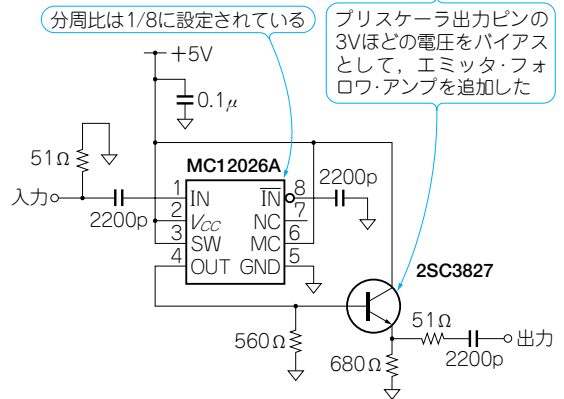 分周比は1/8に設定されている
プリスケーラ出力ピンの
3Vほどの電圧をバイアス
として，エミッタ・フォ
ロワ・アンプを追加した
+5V
0.1μ
51Ω
MC12026A
入力
2200p
1 IN
2 VCC
3 SW
4 OUT
IN 8
NC 7
MC 6
GND 5
2200p
2SC3827
560Ω
680Ω
51Ω
2200p
出力